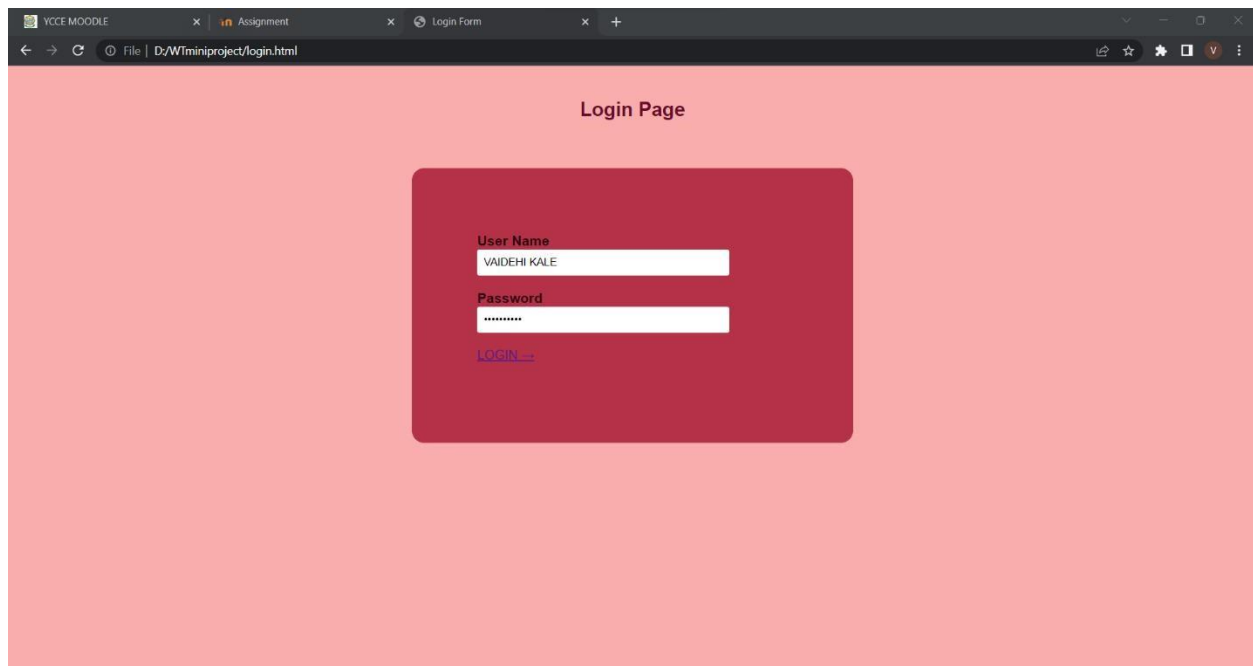 YCCE MOODLE
Assignment
Login Form
File | D:/WTminiproject/login.html
V
Login Page
User Name
VAIDEHI KALE
Password
••••••••••
LOGIN →